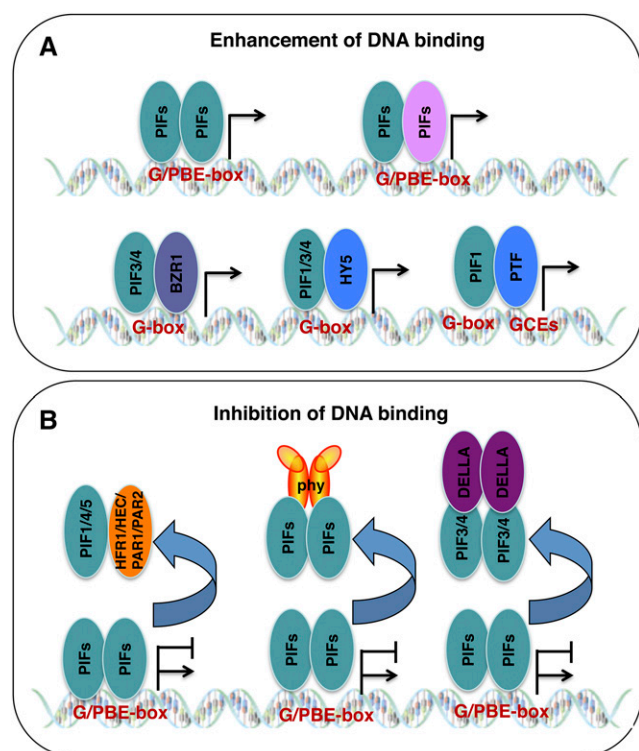 A
Enhancement of DNA binding
PIFs
PIFs
G/PBE-box
PIFs
PIFs
G/PBE-box
PIF3/4
BZR1
G-box
PIF1/3/4
HY5
G-box
PIF1
PTF
G-box
GCEs
B
Inhibition of DNA binding
PIF1/4/5
HFR1/HEC/
PAR1/PAR2
phy
PIFs
PIFs
DELLA
DELLA
PIF3/4
PIF3/4
PIFs
PIFs
G/PBE-box
PIFs
PIFs
G/PBE-box
PIFs
PIFs
G/PBE-box